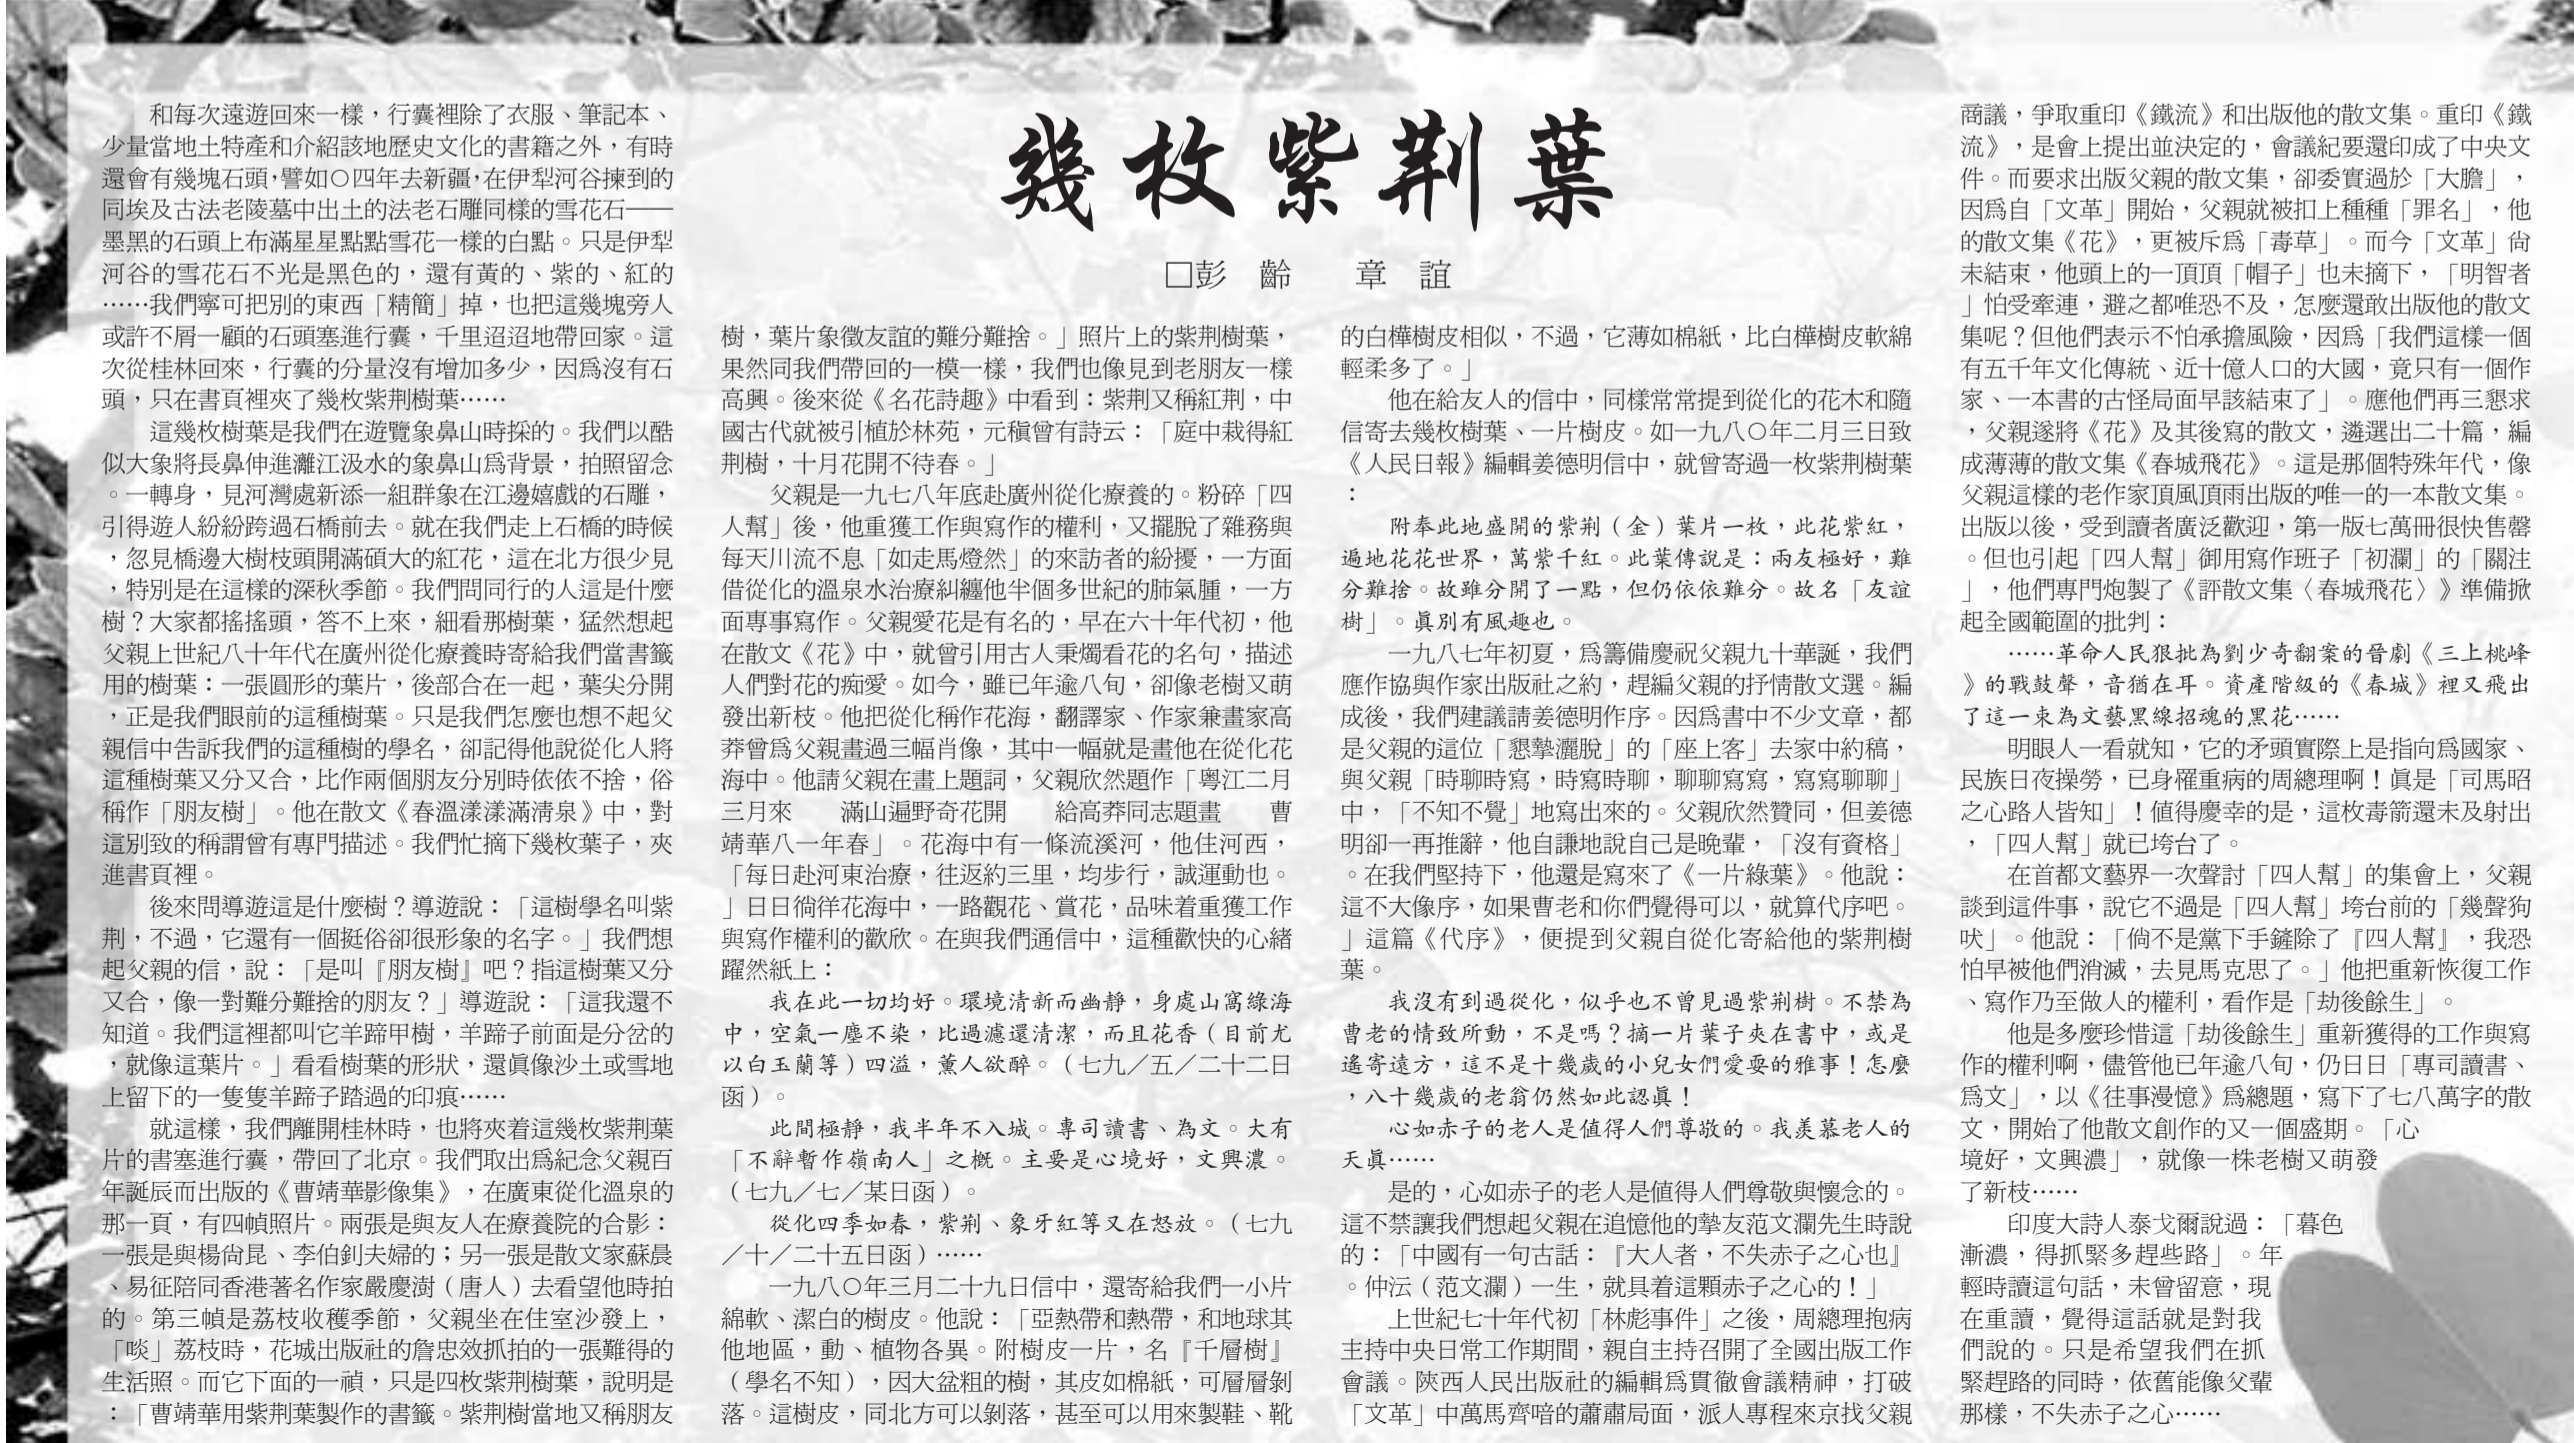 幾枚紫荆葉
□彭　齡　　章　誼
　　和每次遠遊回來一樣，行囊裡除了衣服、筆記本、
少量當地土特產和介紹該地歷史文化的書籍之外，有時
還會有幾塊石頭，譬如○四年去新疆，在伊犁河谷揀到的
同埃及古法老陵墓中出土的法老石雕同樣的雪花石——
墨黑的石頭上布滿星星點點雪花一樣的白點。只是伊犁
河谷的雪花石不光是黑色的，還有黃的、紫的、紅的
……我們寧可把別的東西「精簡」掉，也把這幾塊旁人
或許不屑一顧的石頭塞進行囊，千里迢迢地帶回家。這
次從桂林回來，行囊的分量沒有增加多少，因爲沒有石
頭，只在書頁裡夾了幾枚紫荆樹葉……
　　這幾枚樹葉是我們在遊覽象鼻山時採的。我們以酷
似大象將長鼻伸進灕江汲水的象鼻山爲背景，拍照留念
。一轉身，見河灣處新添一組群象在江邊嬉戲的石雕，
引得遊人紛紛跨過石橋前去。就在我們走上石橋的時候
，忽見橋邊大樹枝頭開滿碩大的紅花，這在北方很少見
，特別是在這樣的深秋季節。我們問同行的人這是什麼
樹？大家都搖搖頭，答不上來，細看那樹葉，猛然想起
父親上世紀八十年代在廣州從化療養時寄給我們當書籤
用的樹葉：一張圓形的葉片，後部合在一起，葉尖分開
，正是我們眼前的這種樹葉。只是我們怎麼也想不起父
親信中告訴我們的這種樹的學名，卻記得他說從化人將
這種樹葉又分又合，比作兩個朋友分別時依依不捨，俗
稱作「朋友樹」。他在散文《春溫漾漾滿清泉》中，對
這別致的稱謂曾有專門描述。我們忙摘下幾枚葉子，夾
進書頁裡。
　　後來問導遊這是什麼樹？導遊說：「這樹學名叫紫
荆，不過，它還有一個挺俗卻很形象的名字。」我們想
起父親的信，說：「是叫『朋友樹』吧？指這樹葉又分
又合，像一對難分難捨的朋友？」導遊說：「這我還不
知道。我們這裡都叫它羊蹄甲樹，羊蹄子前面是分岔的
，就像這葉片。」看看樹葉的形狀，還眞像沙土或雪地
上留下的一隻隻羊蹄子踏過的印痕……
　　就這樣，我們離開桂林時，也將夾着這幾枚紫荆葉
片的書塞進行囊，帶回了北京。我們取出爲紀念父親百
年誕辰而出版的《曹靖華影像集》，在廣東從化溫泉的
那一頁，有四幀照片。兩張是與友人在療養院的合影：
一張是與楊尙昆、李伯釗夫婦的；另一張是散文家蘇晨
、易征陪同香港著名作家嚴慶澍（唐人）去看望他時拍
的。第三幀是荔枝收穫季節，父親坐在住室沙發上，
「啖」荔枝時，花城出版社的詹忠效抓拍的一張難得的
生活照。而它下面的一禎，只是四枚紫荆樹葉，說明是
：「曹靖華用紫荆葉製作的書籤。紫荆樹當地又稱朋友
樹，葉片象徵友誼的難分難捨。」照片上的紫荆樹葉，
果然同我們帶回的一模一樣，我們也像見到老朋友一樣
高興。後來從《名花詩趣》中看到：紫荆又稱紅荆，中
國古代就被引植於林苑，元稹曾有詩云：「庭中栽得紅
荆樹，十月花開不待春。」
　　父親是一九七八年底赴廣州從化療養的。粉碎「四
人幫」後，他重獲工作與寫作的權利，又擺脫了雜務與
每天川流不息「如走馬燈然」的來訪者的紛擾，一方面
借從化的溫泉水治療糾纏他半個多世紀的肺氣腫，一方
面專事寫作。父親愛花是有名的，早在六十年代初，他
在散文《花》中，就曾引用古人秉燭看花的名句，描述
人們對花的痴愛。如今，雖已年逾八旬，卻像老樹又萌
發出新枝。他把從化稱作花海，翻譯家、作家兼畫家高
莽曾爲父親畫過三幅肖像，其中一幅就是畫他在從化花
海中。他請父親在畫上題詞，父親欣然題作「粵江二月
三月來　　滿山遍野奇花開　　給高莽同志題畫　　曹
靖華八一年春」。花海中有一條流溪河，他住河西，
「每日赴河東治療，往返約三里，均步行，誠運動也。
」日日徜徉花海中，一路觀花、賞花，品味着重獲工作
與寫作權利的歡欣。在與我們通信中，這種歡快的心緒
躍然紙上：
　　我在此一切均好。環境清新而幽靜，身處山窩綠海
中，空氣一塵不染，比過濾還清潔，而且花香（目前尤
以白玉蘭等）四溢，薰人欲醉。（七九／五／二十二日
函）。
　　此間極靜，我半年不入城。專司讀書、為文。大有
「不辭暫作嶺南人」之概。主要是心境好，文興濃。
（七九／七／某日函）。
　　從化四季如春，紫荆、象牙紅等又在怒放。（七九
／十／二十五日函）……
　　一九八○年三月二十九日信中，還寄給我們一小片
綿軟、潔白的樹皮。他說：「亞熱帶和熱帶，和地球其
他地區，動、植物各異。附樹皮一片，名『千層樹』
（學名不知），因大盆粗的樹，其皮如棉紙，可層層剝
落。這樹皮，同北方可以剝落，甚至可以用來製鞋、靴
的白樺樹皮相似，不過，它薄如棉紙，比白樺樹皮軟綿
輕柔多了。」
　　他在給友人的信中，同樣常常提到從化的花木和隨
信寄去幾枚樹葉、一片樹皮。如一九八○年二月三日致
《人民日報》編輯姜德明信中，就曾寄過一枚紫荆樹葉
：
　　附奉此地盛開的紫荆（金）葉片一枚，此花紫紅，
遍地花花世界，萬紫千紅。此葉傳說是：兩友極好，難
分難捨。故雖分開了一點，但仍依依難分。故名「友誼
樹」。眞別有風趣也。
　　一九八七年初夏，爲籌備慶祝父親九十華誕，我們
應作協與作家出版社之約，趕編父親的抒情散文選。編
成後，我們建議請姜德明作序。因爲書中不少文章，都
是父親的這位「懇摯灑脫」的「座上客」去家中約稿，
與父親「時聊時寫，時寫時聊，聊聊寫寫，寫寫聊聊」
中，「不知不覺」地寫出來的。父親欣然贊同，但姜德
明卻一再推辭，他自謙地說自己是晚輩，「沒有資格」
。在我們堅持下，他還是寫來了《一片綠葉》。他說：
這不大像序，如果曹老和你們覺得可以，就算代序吧。
」這篇《代序》，便提到父親自從化寄給他的紫荆樹
葉。
　　我沒有到過從化，似乎也不曾見過紫荆樹。不禁為
曹老的情致所動，不是嗎？摘一片葉子夾在書中，或是
遙寄遠方，這不是十幾歲的小兒女們愛耍的雅事！怎麼
，八十幾歲的老翁仍然如此認眞！
　　心如赤子的老人是值得人們尊敬的。我羨慕老人的
天眞……
　　是的，心如赤子的老人是值得人們尊敬與懷念的。
這不禁讓我們想起父親在追憶他的摯友范文瀾先生時說
的：「中國有一句古話：『大人者，不失赤子之心也』
。仲沄（范文瀾）一生，就具着這顆赤子之心的！」
　　上世紀七十年代初「林彪事件」之後，周總理抱病
主持中央日常工作期間，親自主持召開了全國出版工作
會議。陝西人民出版社的編輯爲貫徹會議精神，打破
「文革」中萬馬齊喑的蕭肅局面，派人專程來京找父親
商議，爭取重印《鐵流》和出版他的散文集。重印《鐵
流》，是會上提出並決定的，會議紀要還印成了中央文
件。而要求出版父親的散文集，卻委實過於「大膽」，
因爲自「文革」開始，父親就被扣上種種「罪名」，他
的散文集《花》，更被斥爲「毒草」。而今「文革」尙
未結束，他頭上的一頂頂「帽子」也未摘下，「明智者
」怕受牽連，避之都唯恐不及，怎麼還敢出版他的散文
集呢？但他們表示不怕承擔風險，因爲「我們這樣一個
有五千年文化傳統、近十億人口的大國，竟只有一個作
家、一本書的古怪局面早該結束了」。應他們再三懇求
，父親遂將《花》及其後寫的散文，遴選出二十篇，編
成薄薄的散文集《春城飛花》。這是那個特殊年代，像
父親這樣的老作家頂風頂雨出版的唯一的一本散文集。
出版以後，受到讀者廣泛歡迎，第一版七萬冊很快售罄
。但也引起「四人幫」御用寫作班子「初瀾」的「關注
」，他們專門炮製了《評散文集〈春城飛花〉》準備掀
起全國範圍的批判：
　　……革命人民狠批為劉少奇翻案的晉劇《三上桃峰
》的戰鼓聲，音猶在耳。資產階級的《春城》裡又飛出
了這一束為文藝黑線招魂的黑花……
　　明眼人一看就知，它的矛頭實際上是指向爲國家、
民族日夜操勞，已身罹重病的周總理啊！眞是「司馬昭
之心路人皆知」！値得慶幸的是，這枚毒箭還未及射出
，「四人幫」就已垮台了。
　　在首都文藝界一次聲討「四人幫」的集會上，父親
談到這件事，說它不過是「四人幫」垮台前的「幾聲狗
吠」。他說：「倘不是黨下手鏟除了『四人幫』，我恐
怕早被他們消滅，去見馬克思了。」他把重新恢復工作
、寫作乃至做人的權利，看作是「劫後餘生」。
　　他是多麼珍惜這「劫後餘生」重新獲得的工作與寫
作的權利啊，儘管他已年逾八旬，仍日日「專司讀書、
爲文」，以《往事漫憶》爲總題，寫下了七八萬字的散
文，開始了他散文創作的又一個盛期。「心
境好，文興濃」，就像一株老樹又萌發
了新枝……
　　印度大詩人泰戈爾說過：「暮色
漸濃，得抓緊多趕些路」。年
輕時讀這句話，未曾留意，現
在重讀，覺得這話就是對我
們說的。只是希望我們在抓
緊趕路的同時，依舊能像父輩
那樣，不失赤子之心……